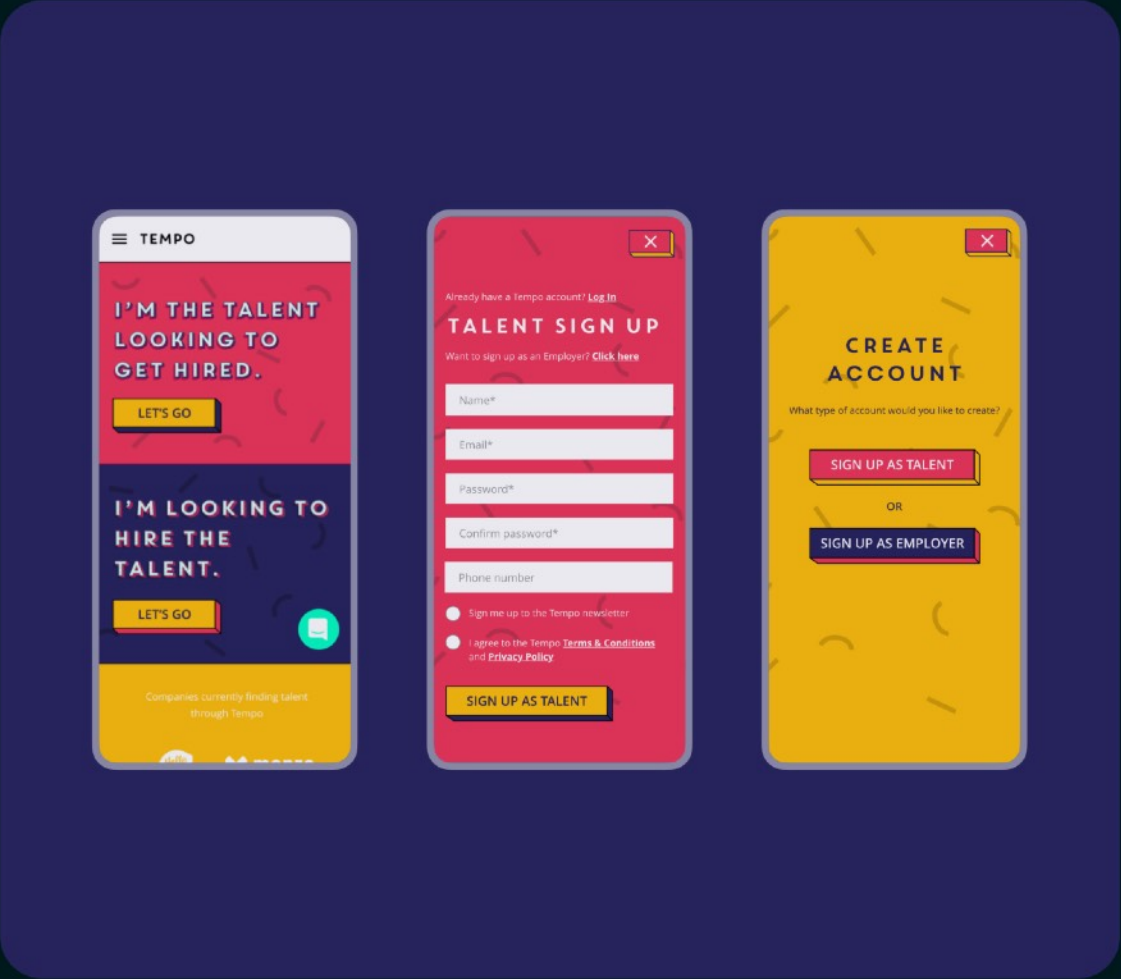 TEMPO
I'M THE TALENT
LOOKING TO
GET HIRED.
LET'S GO
I'M LOOKING TO
HIRE THE
TALENT.
LET'S GO
Companies currently finding talent
through Tempo
Already have a Tempo account? Log In
TALENT SIGN UP
Want to sign up as an Employer? Click here
Name*
Email*
Password*
Confirm password*
Phone number
Sign me up to the Tempo newsletter
I agree to the Tempo Terms & Conditions
and Privacy Policy
SIGN UP AS TALENT
CREATE
ACCOUNT
What type of account would you like to create?
SIGN UP AS TALENT
OR
SIGN UP AS EMPLOYER